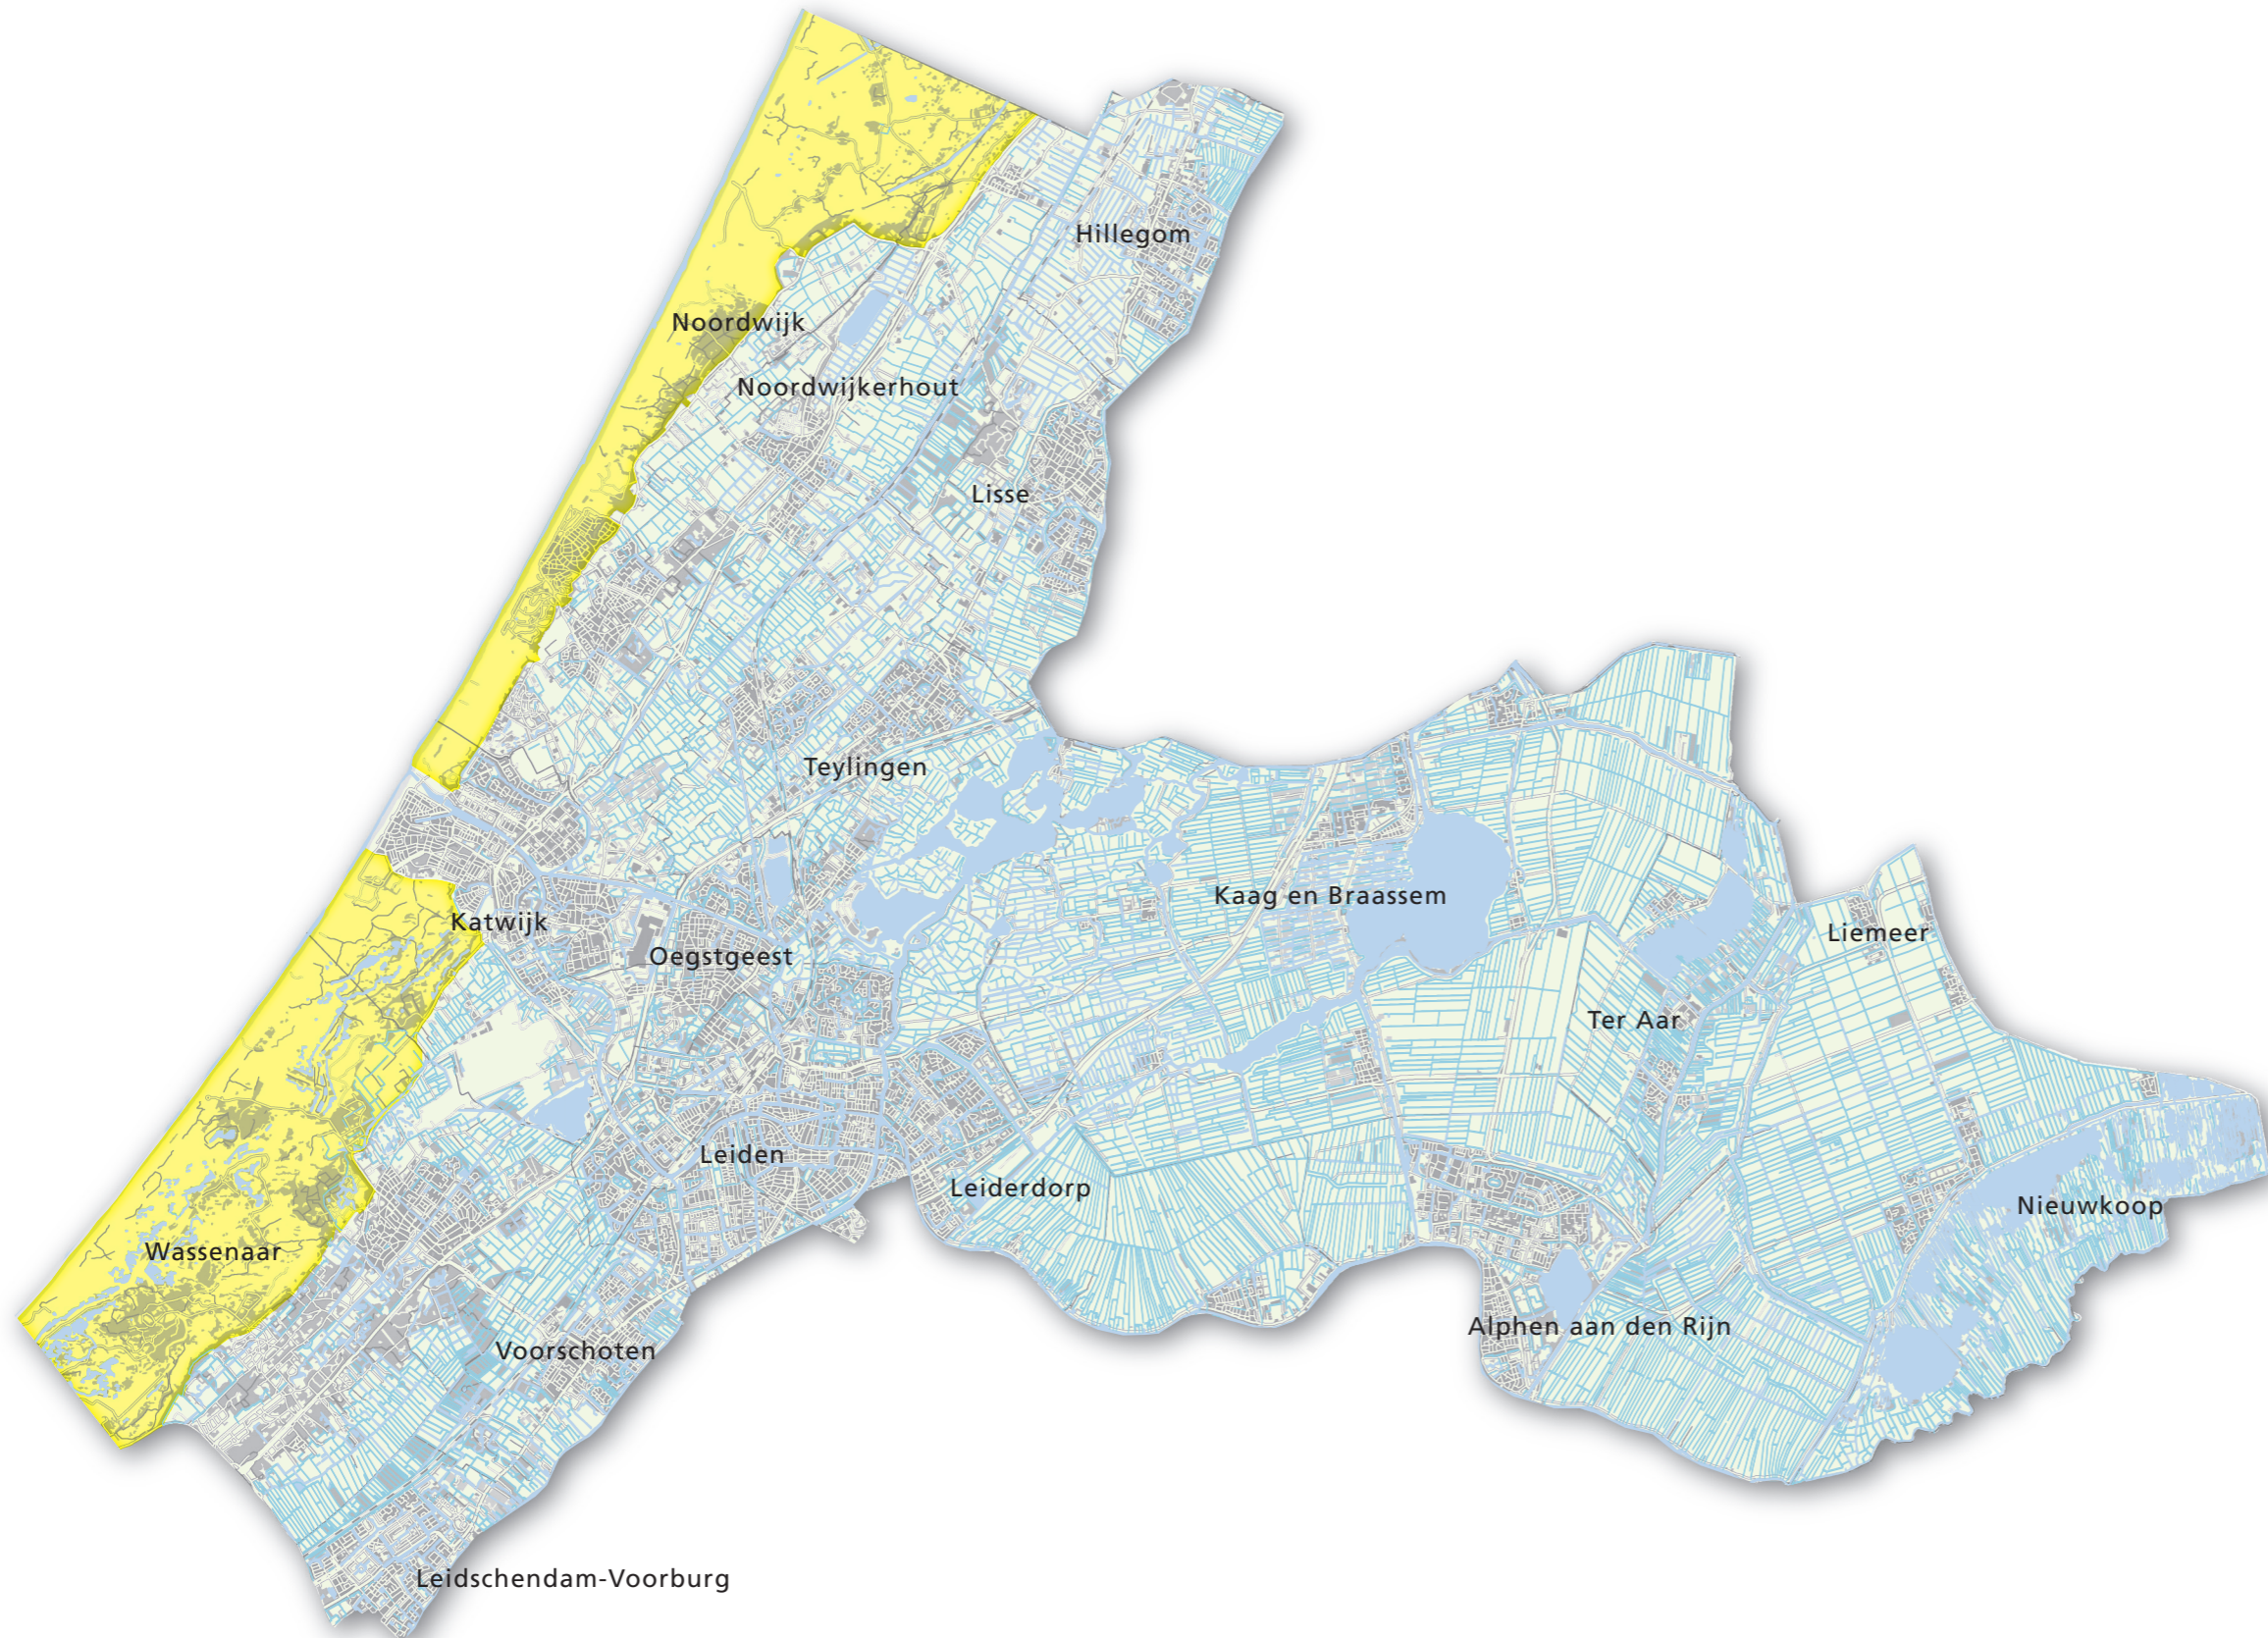 Hillegom
Noordwijk
Noordwijkerhout
Lisse
Teylingen
Kaag en Braassem
Katwijk
Liemeer
Oegstgeest
Ter Aar
Leiden
Leiderdorp
Nieuwkoop
Wassenaar
Alphen aan den Rijn
Voorschoten
Leidschendam-Voorburg